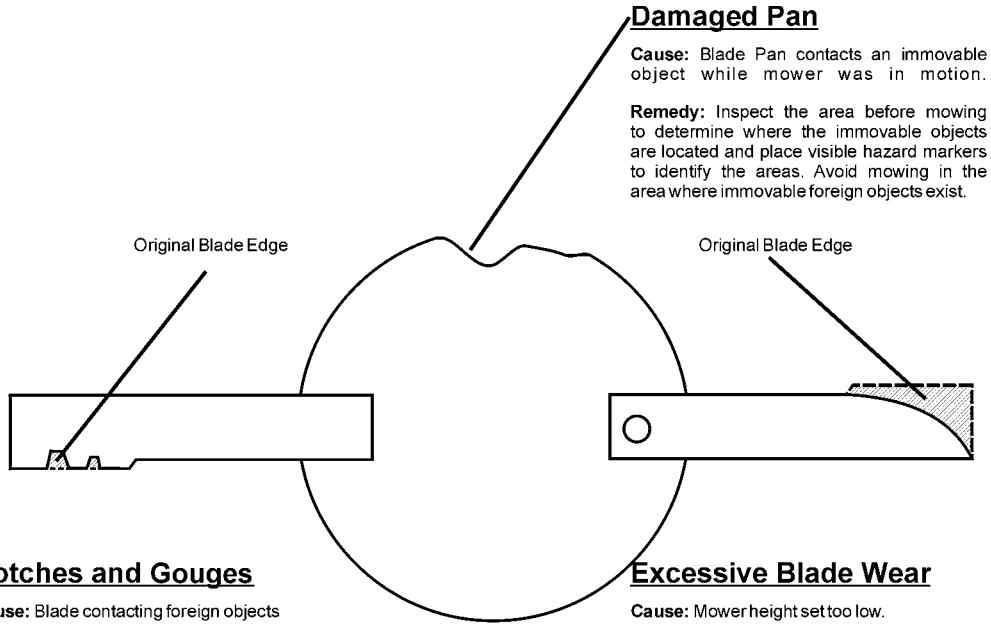 Damaged Pan
Cause: Blade Pan contacts an immovable
object while mower was in motion.
Remedy: Inspect the area before mowing
to determine where the immovable objects
are located and place visible hazard markers
to identify the areas. Avoid mowing in the
area where immovable foreign objects exist.
Original Blade Edge
Original Blade Edge
otches and Gouges
use: Blade contacting foreign objects
Excessive Blade Wear
Cause: Mower height set too low.